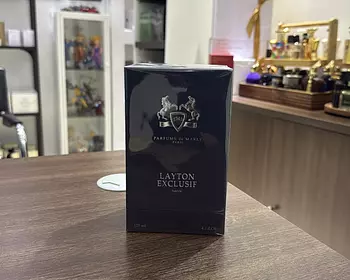 PARFUMS de MARLY
PARIS
LAYTON
EXCLUSIF